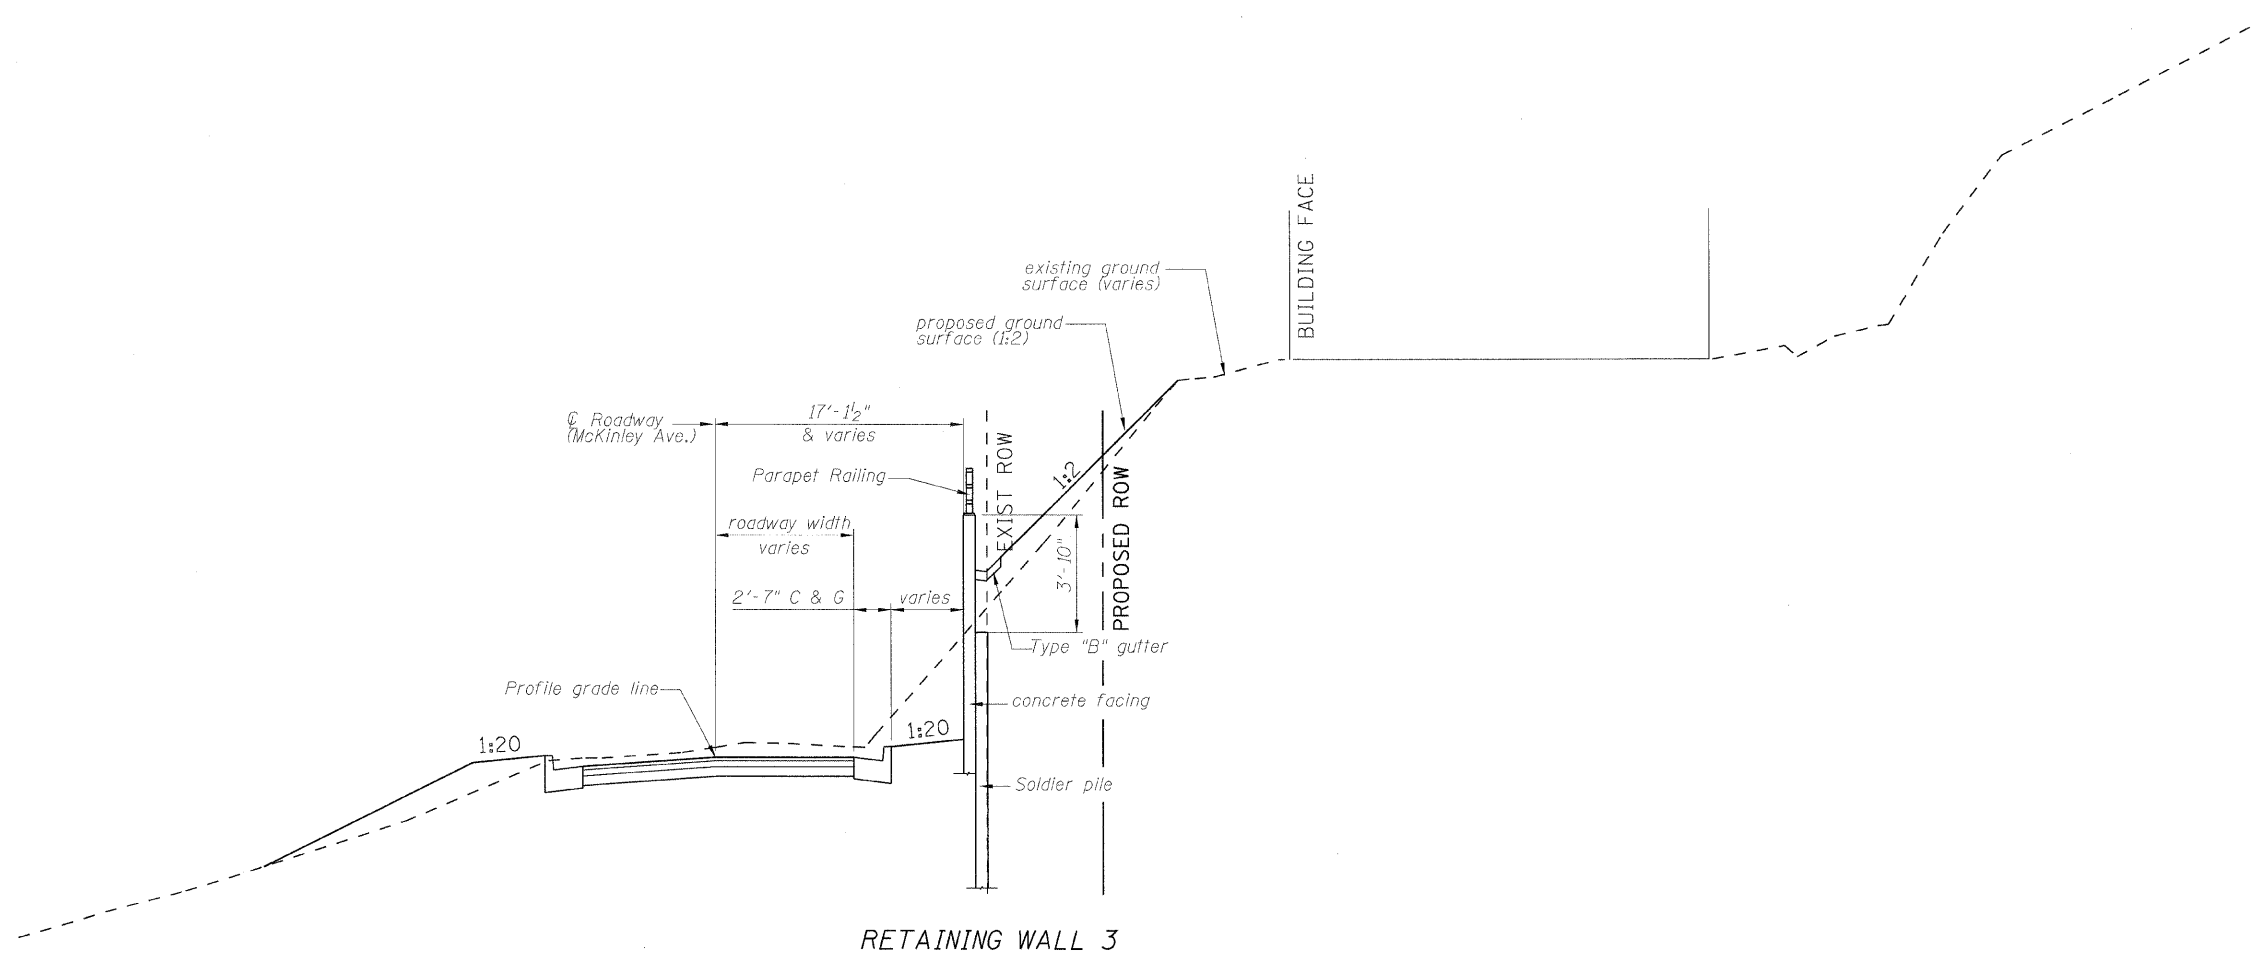 BUILDING FACE
existing ground
surface (varies)
proposed ground
surface (1:2)
℄ Roadway
(McKinley Ave.)
17'-1½"
& varies
EXIST ROW
1:2
PROPOSED ROW
Parapet Railing
roadway width
varies
3'-10"
2'-7" C & G
varies
Type "B" gutter
Profile grade line
concrete facing
1:20
1:20
Soldier pile
RETAINING WALL 3